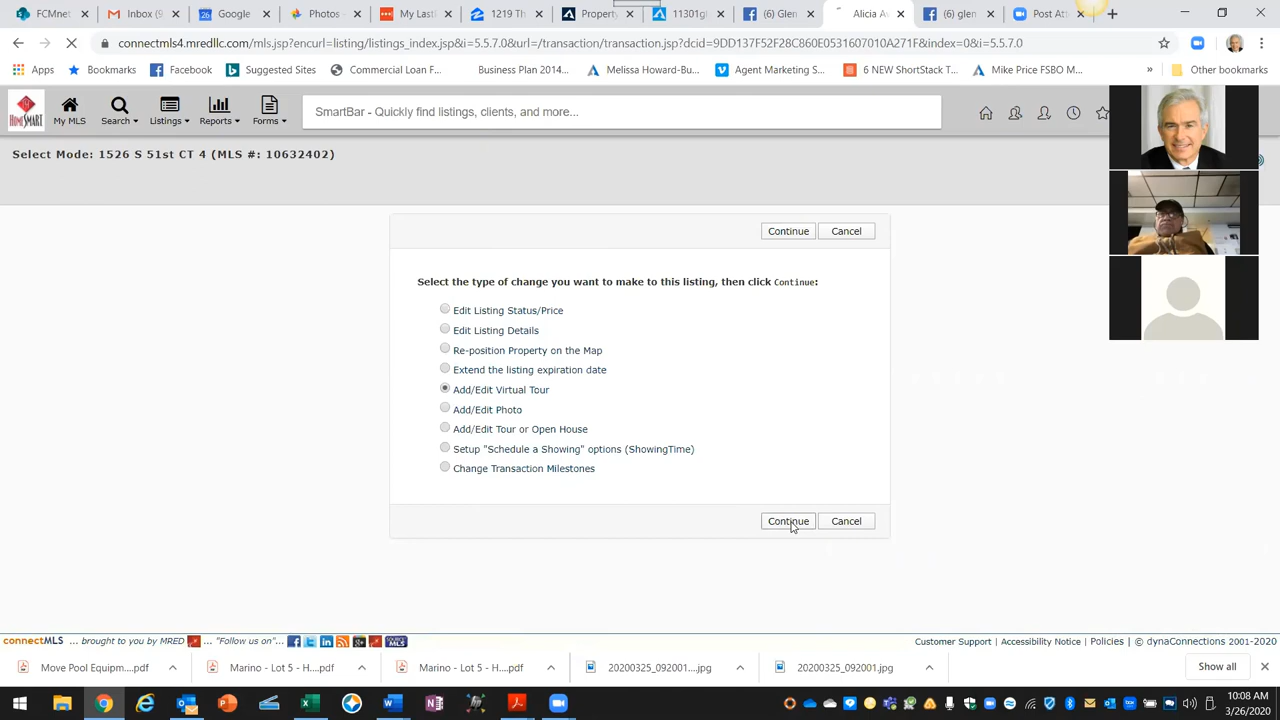 FCMnet
Inbox (9
Google
Photos -
My Lastl
1219 Th
Property
11301gl
(6) Glen
Alicia Av
(6) glen
Post Att
connectmls4.mredllc.com/mls.jsp?encurl=listing/listings_index.jsp&i=5.5.7.0&murl=transaction/transaction.jsp?dcid=9DD137F52F28C860E0531607010A271F&index=0&i=5.5.7.0
Apps
Bookmarks
Facebook
Suggested Sites
Commercial Loan F...
Business Plan 2014...
Melissa Howard-Bu...
Agent Marketing S...
6 NEW ShortStack T...
Mike Price FSBO M...
»
Other bookmarks
HOMESMART
My MLS
Search
Listings
Reports
Forms
SmartBar - Quickly find listings, clients, and more...
Select Mode: 1526 S 51st CT 4 (MLS #: 10632402)
Continue
Cancel
Select the type of change you want to make to this listing, then click Continue:
Edit Listing Status/Price
Edit Listing Details
Re-position Property on the Map
Extend the listing expiration date
Add/Edit Virtual Tour
Add/Edit Photo
Add/Edit Tour or Open House
Setup "Schedule a Showing" options (ShowingTime)
Change Transaction Milestones
Continue
Cancel
connectMLS ... brought to you by MRED ... "Follow us on"
Customer Support | Accessibility Notice | Policies | © dynaConnections 2001-2020
Move Pool Equipm....pdf
Marino - Lot 5 - H....pdf
Marino - Lot 5 - H....pdf
20200325_092001....jpg
20200325_092001.jpg
Show all
10:08 AM
3/26/2020